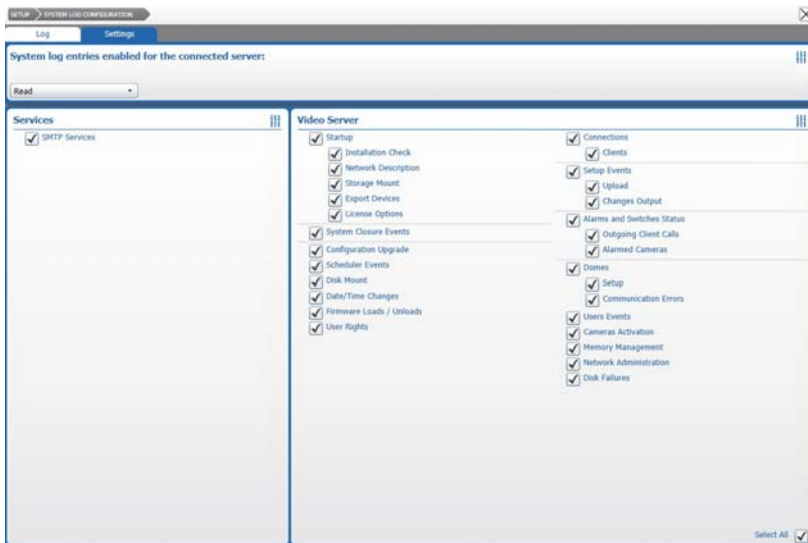 SETUP
SYSTEM LOG CONFIGURATION
Log
Settings
System log entries enabled for the connected server:
Read
Services
SMTP Services
Video Server
Startup
Installation Check
Network Description
Storage Mount
Export Devices
License Options
System Closure Events
Configuration Upgrade
Scheduler Events
Disk Mount
Date/Time Changes
Firmware Loads / Unloads
User Rights
Connections
Clients
Setup Events
Upload
Changes Output
Alarms and Switches Status
Outgoing Client Calls
Alarmed Cameras
Domes
Setup
Communication Errors
Users Events
Cameras Activation
Memory Management
Network Administration
Disk Failures
Select All